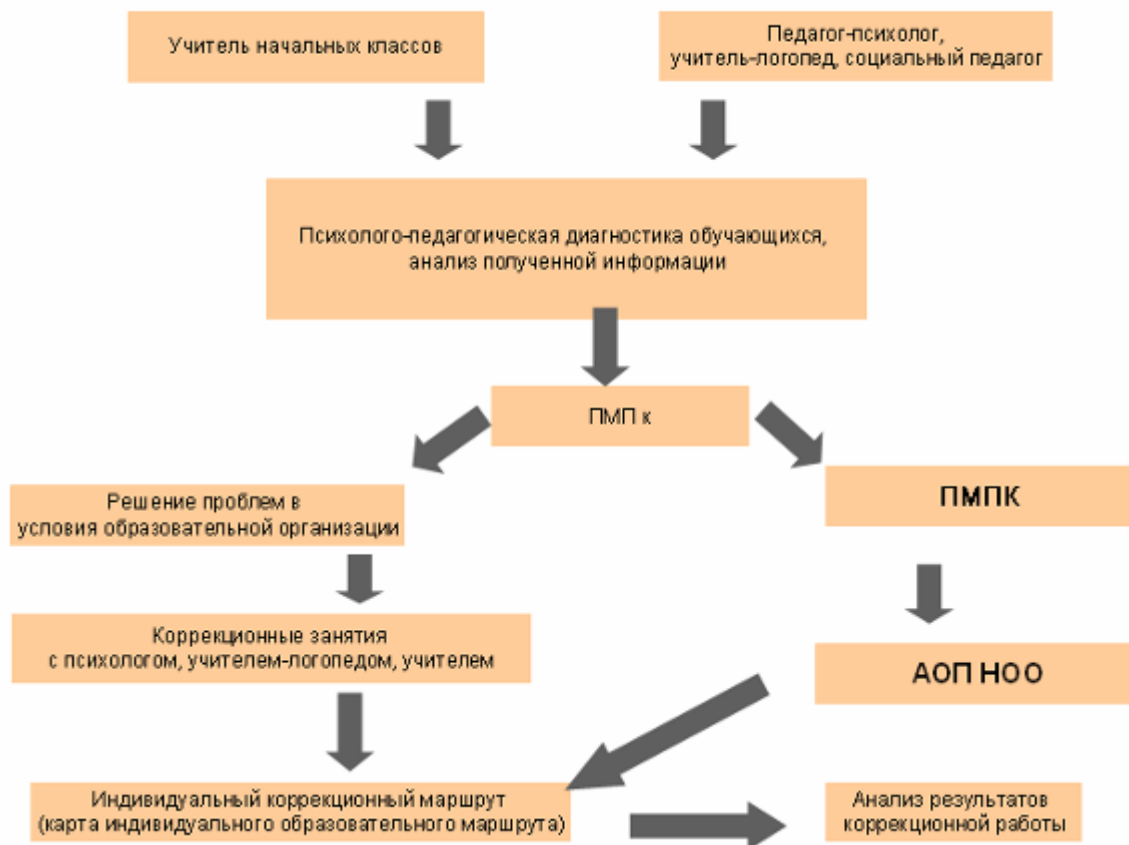 Учитель начальных классов
Педагог-психолог,
учитель-логопед, социальный педагог
Психолого-педагогическая диагностика обучающихся,
анализ полученной информации
ПМП к
Решение проблем в
условия образовательной организации
ПМПК
Коррекционные занятия
с психологом, учителем-логопедом, учителем
АОП НОО
Индивидуальный коррекционный маршрут
(карта индивидуального образовательного маршрута)
Анализ результатов
коррекционной работы